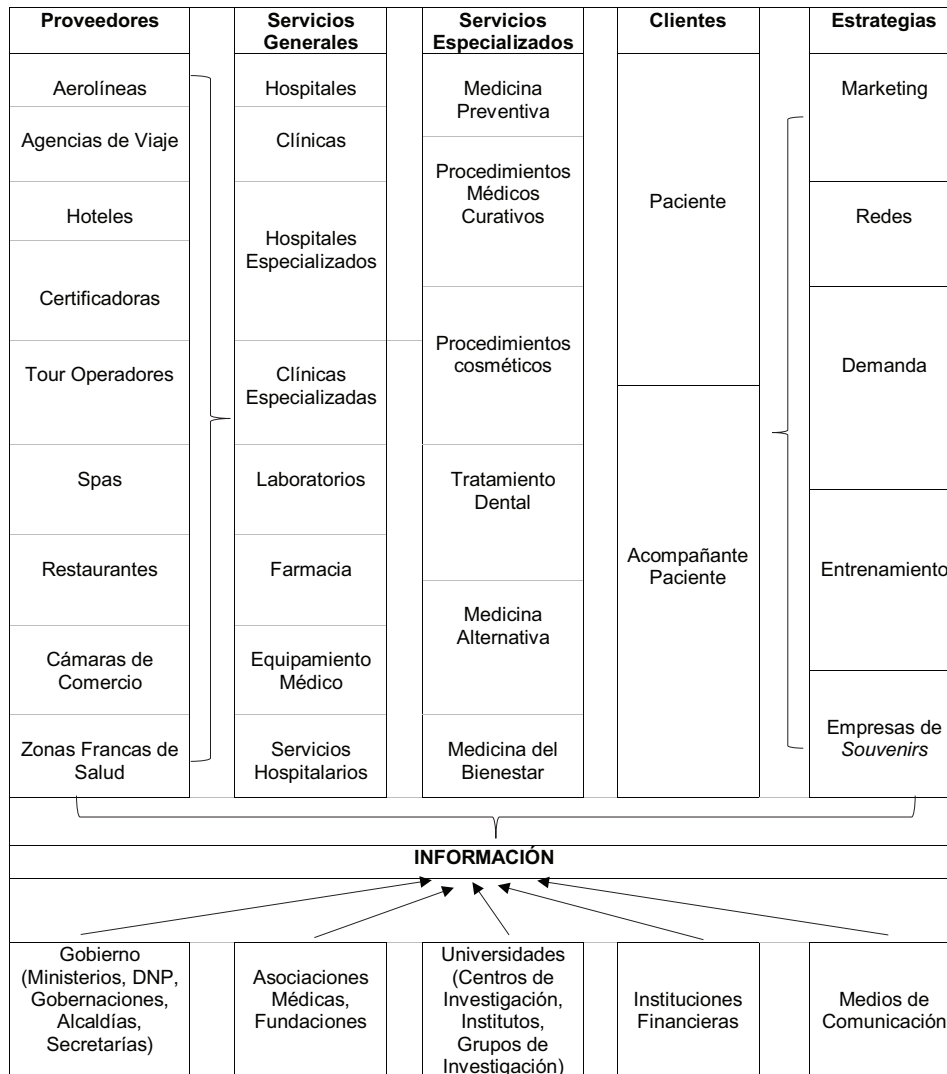 Proveedores
Servicios
Generales
Servicios
Especializados
Clientes
Estrategias
Aerolíneas
Agencias de Viaje
Hoteles
Certificadoras
Tour Operadores
Spas
Restaurantes
Cámaras de
Comercio
Zonas Francas de
Salud
Hospitales
Clínicas
Hospitales
Especializados
Clínicas
Especializadas
Laboratorios
Farmacia
Equipamiento
Médico
Servicios
Hospitalarios
Medicina
Preventiva
Procedimientos
Médicos
Curativos
Procedimientos
cosméticos
Tratamiento
Dental
Medicina
Alternativa
Medicina del
Bienestar
Paciente
Acompañante
Paciente
Marketing
Redes
Demanda
Entrenamiento
Empresas de
Souvenirs
INFORMACIÓN
Gobierno
(Ministerios, DNP,
Gobernaciones,
Alcaldías,
Secretarías)
Asociaciones
Médicas,
Fundaciones
Universidades
(Centros de
Investigación,
Institutos,
Grupos de
Investigación)
Instituciones
Financieras
Medios de
Comunicación